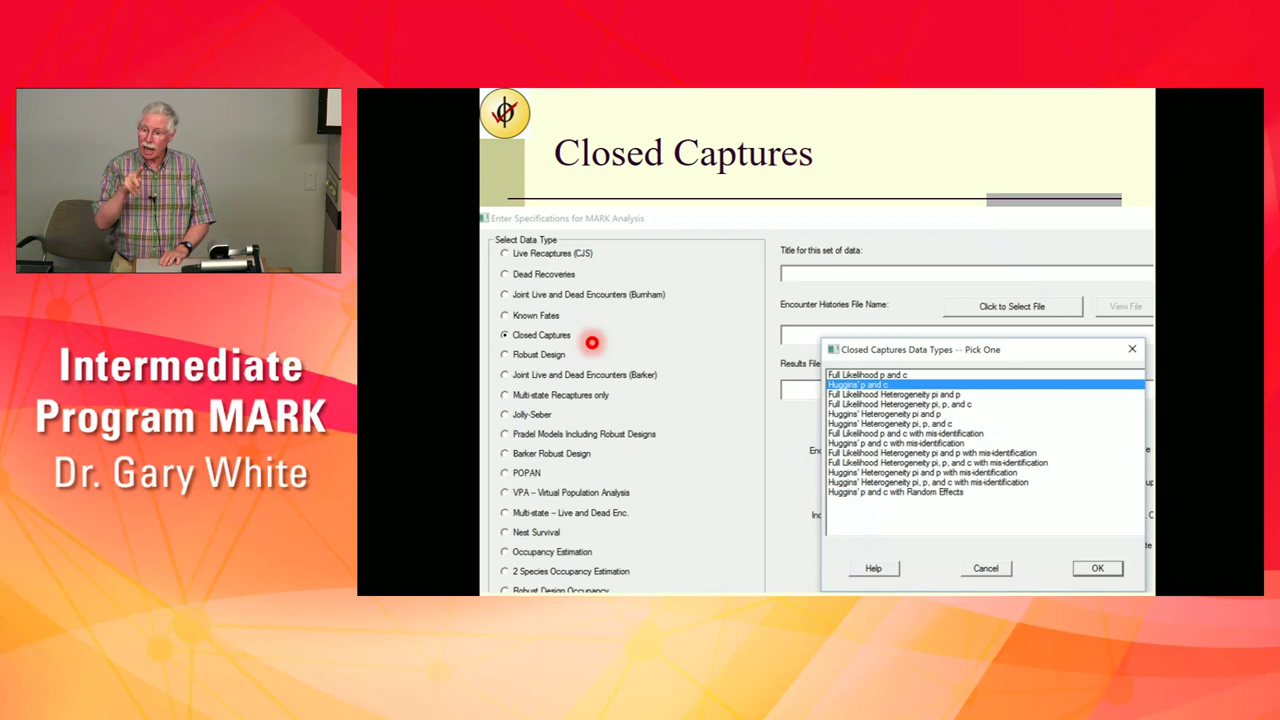 Intermediate
Program MARK
Dr. Gary White
Closed Captures
Enter Specifications for MARK Analysis
Select Data Type
Live Recaptures (CJS)
Dead Recoveries
Joint Live and Dead Encounters (Burnham)
Known Fates
Closed Captures
Robust Design
Joint Live and Dead Encounters (Barker)
Multi-state Recaptures only
Jolly-Seber
Pradel Models Including Robust Designs
Barker Robust Design
POPAN
VPA – Virtual Population Analysis
Multi-state – Live and Dead Enc.
Nest Survival
Occupancy Estimation
2 Species Occupancy Estimation
Robust Design Occupancy
Title for this set of data:
Encounter Histories File Name:
Click to Select File
View File
Results File
Closed Captures Data Types -- Pick One
Full Likelihood p and c
Huggins' p and c
Full Likelihood Heterogeneity pi and p
Full Likelihood Heterogeneity pi, p, and c
Huggins' Heterogeneity pi and p
Huggins' Heterogeneity pi, p, and c
Full Likelihood p and c with mis-identification
Huggins' p and c with mis-identification
Full Likelihood Heterogeneity pi and p with mis-identification
Full Likelihood Heterogeneity pi, p, and c with mis-identification
Huggins' Heterogeneity pi and p with mis-identification
Huggins' Heterogeneity pi, p, and c with mis-identification
Huggins' p and c with Random Effects
Help
Cancel
OK